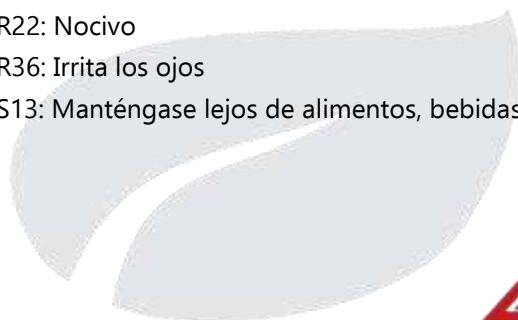 R22: Nocivo
R36: Irrita los ojos
S13: Manténgase lejos de alimentos, bebidas